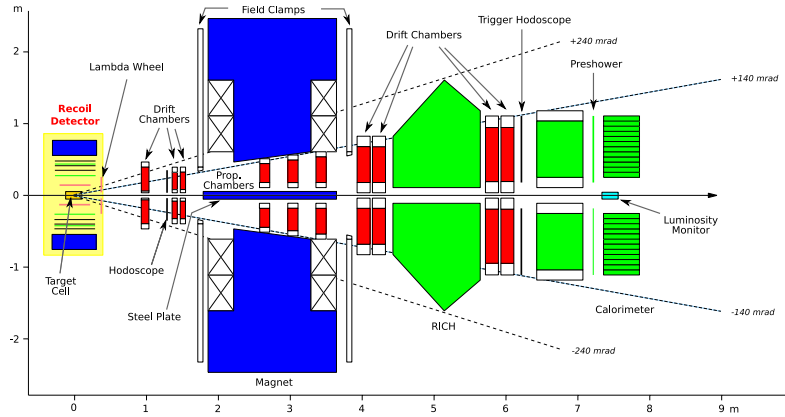 m
Field Clamps
Trigger Hodoscope
Drift Chambers
+240 mrad
2
Lambda Wheel
Preshower
+140 mrad
Recoil
Detector
Drift
Chambers
1
Prop.
Chambers
0
Luminosity
Monitor
Hodoscope
Target
Cell
-1
Steel Plate
Calorimeter
RICH
-140 mrad
-2
-240 mrad
Magnet
0 1 2 3 4 5 6 7 8 9 m